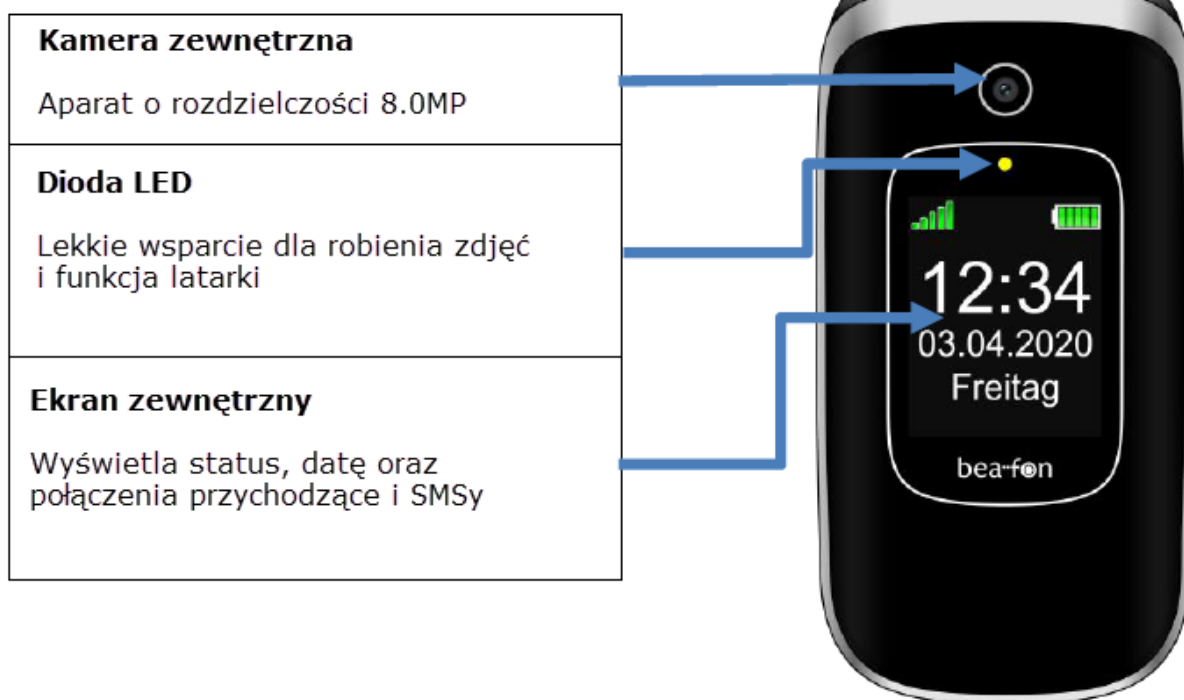 Kamera zewnętrzna
Aparat o rozdzielczości 8.0MP
Dioda LED
Lekkie wsparcie dla robienia zdjęć
i funkcja latarki
Ekran zewnętrzny
Wyświetla status, datę oraz
połączenia przychodzące i SMSy
12:34
03.04.2020
Freitag
bea-fon